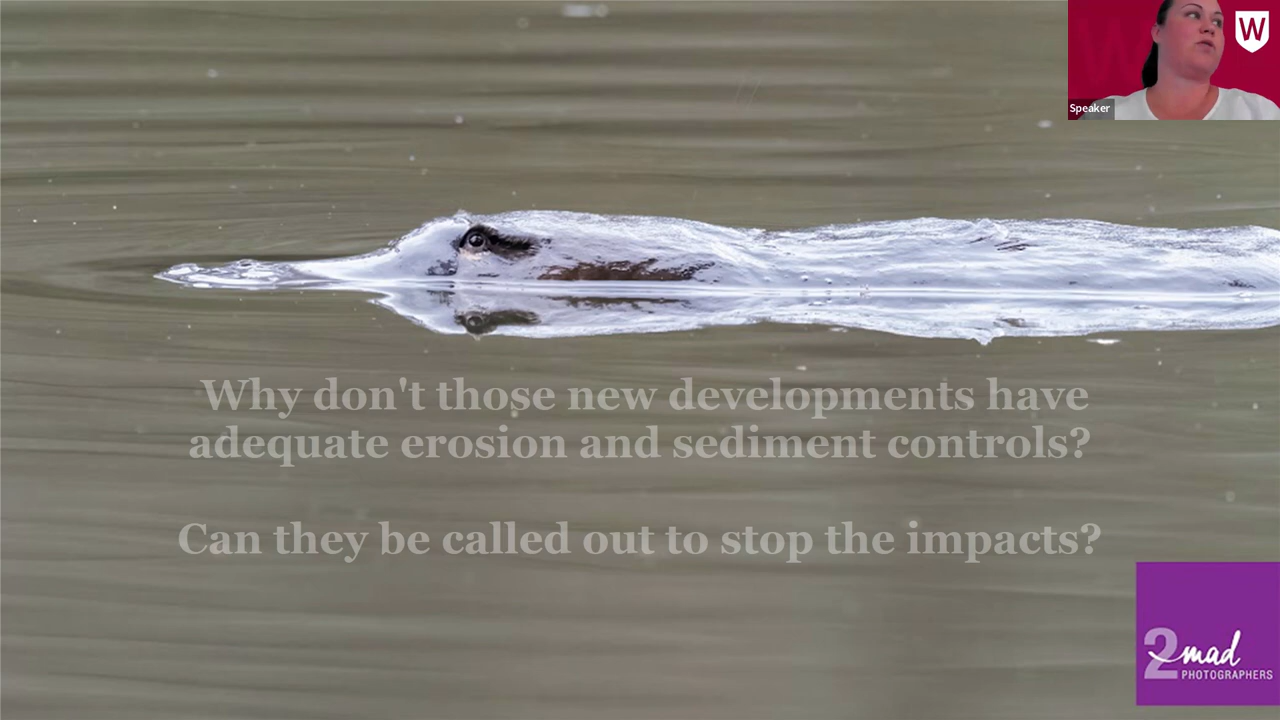 W
Speaker
Why don't those new developments have
adequate erosion and sediment controls?
Can they be called out to stop the impacts?
2mad
PHOTOGRAPHERS